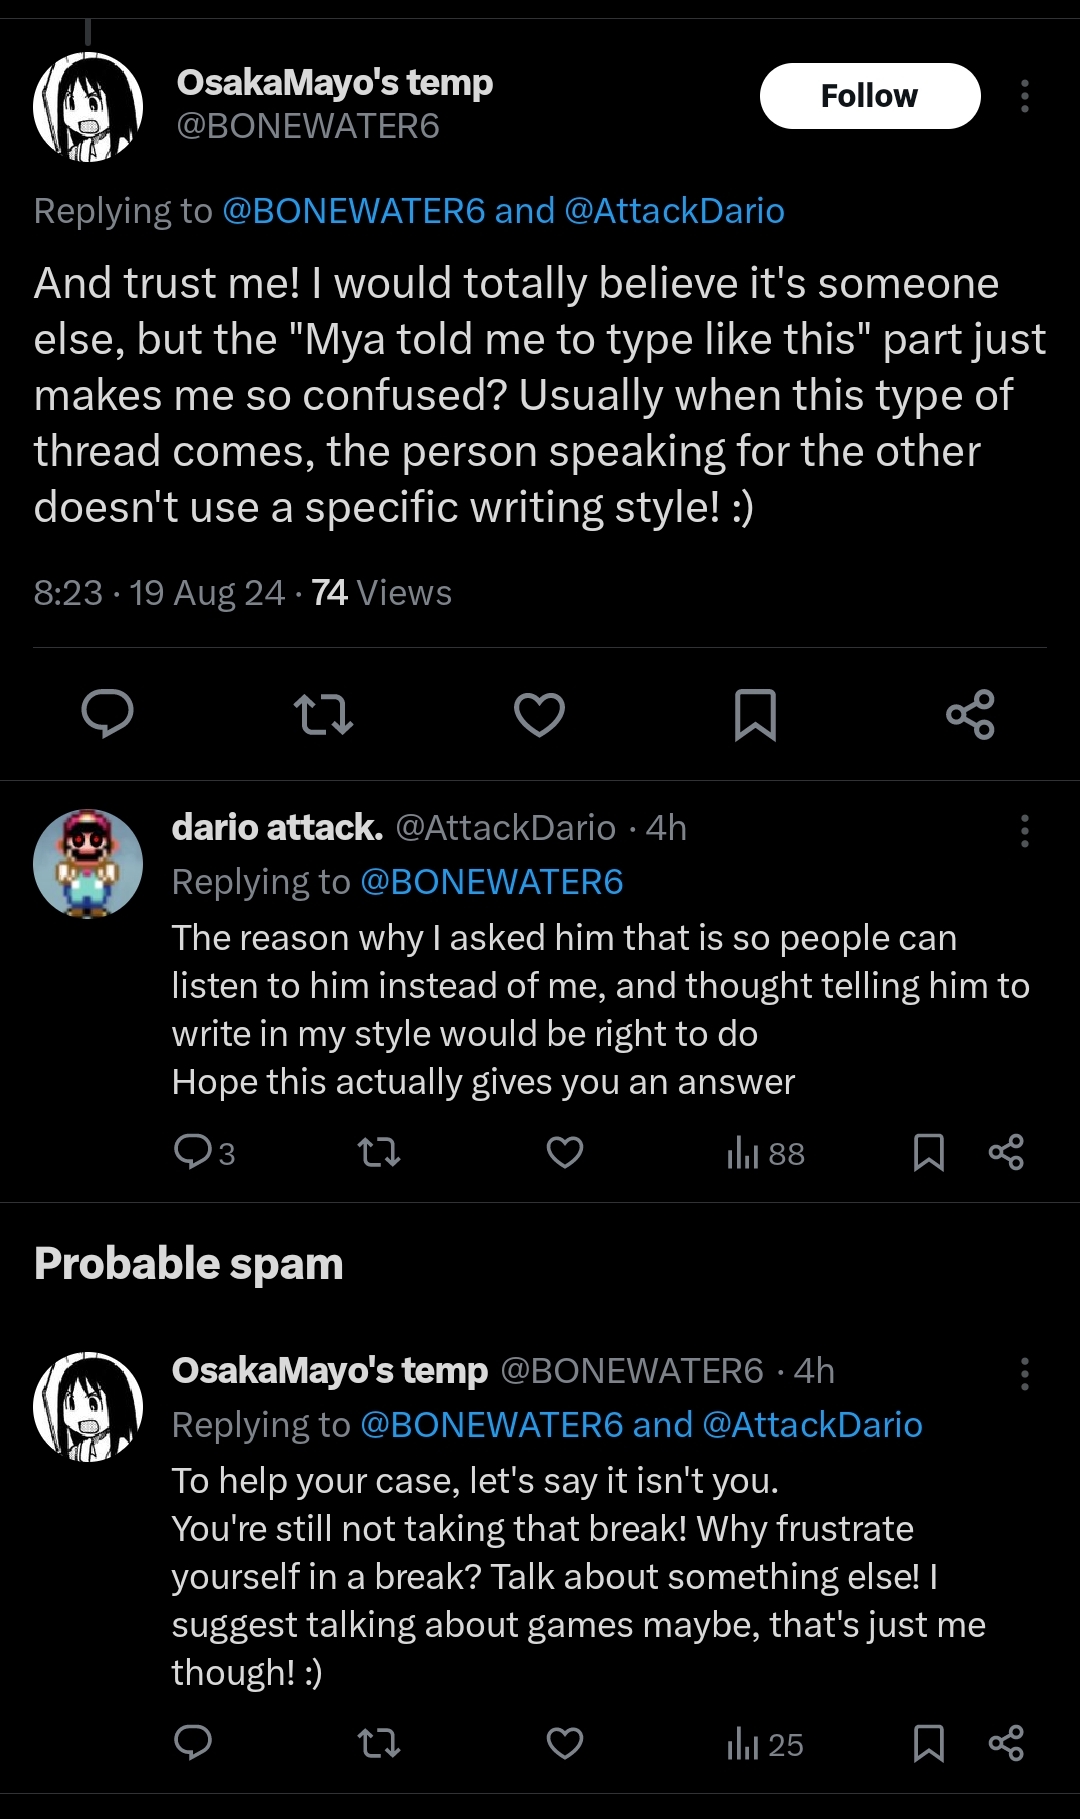 OsakaMayo's temp
@BONEWATER6
Follow
Replying to @BONEWATER6 and @AttackDario
And trust me! I would totally believe it's someone
else, but the "Mya told me to type like this" part just
makes me so confused? Usually when this type of
thread comes, the person speaking for the other
doesn't use a specific writing style! :)
8:23 · 19 Aug 24 · 74 Views
dario attack. @AttackDario · 4h
Replying to @BONEWATER6
The reason why I asked him that is so people can
listen to him instead of me, and thought telling him to
write in my style would be right to do
Hope this actually gives you an answer
3 88
Probable spam
OsakaMayo's temp @BONEWATER6 · 4h
Replying to @BONEWATER6 and @AttackDario
To help your case, let's say it isn't you.
You're still not taking that break! Why frustrate
yourself in a break? Talk about something else! I
suggest talking about games maybe, that's just me
though! :)
25